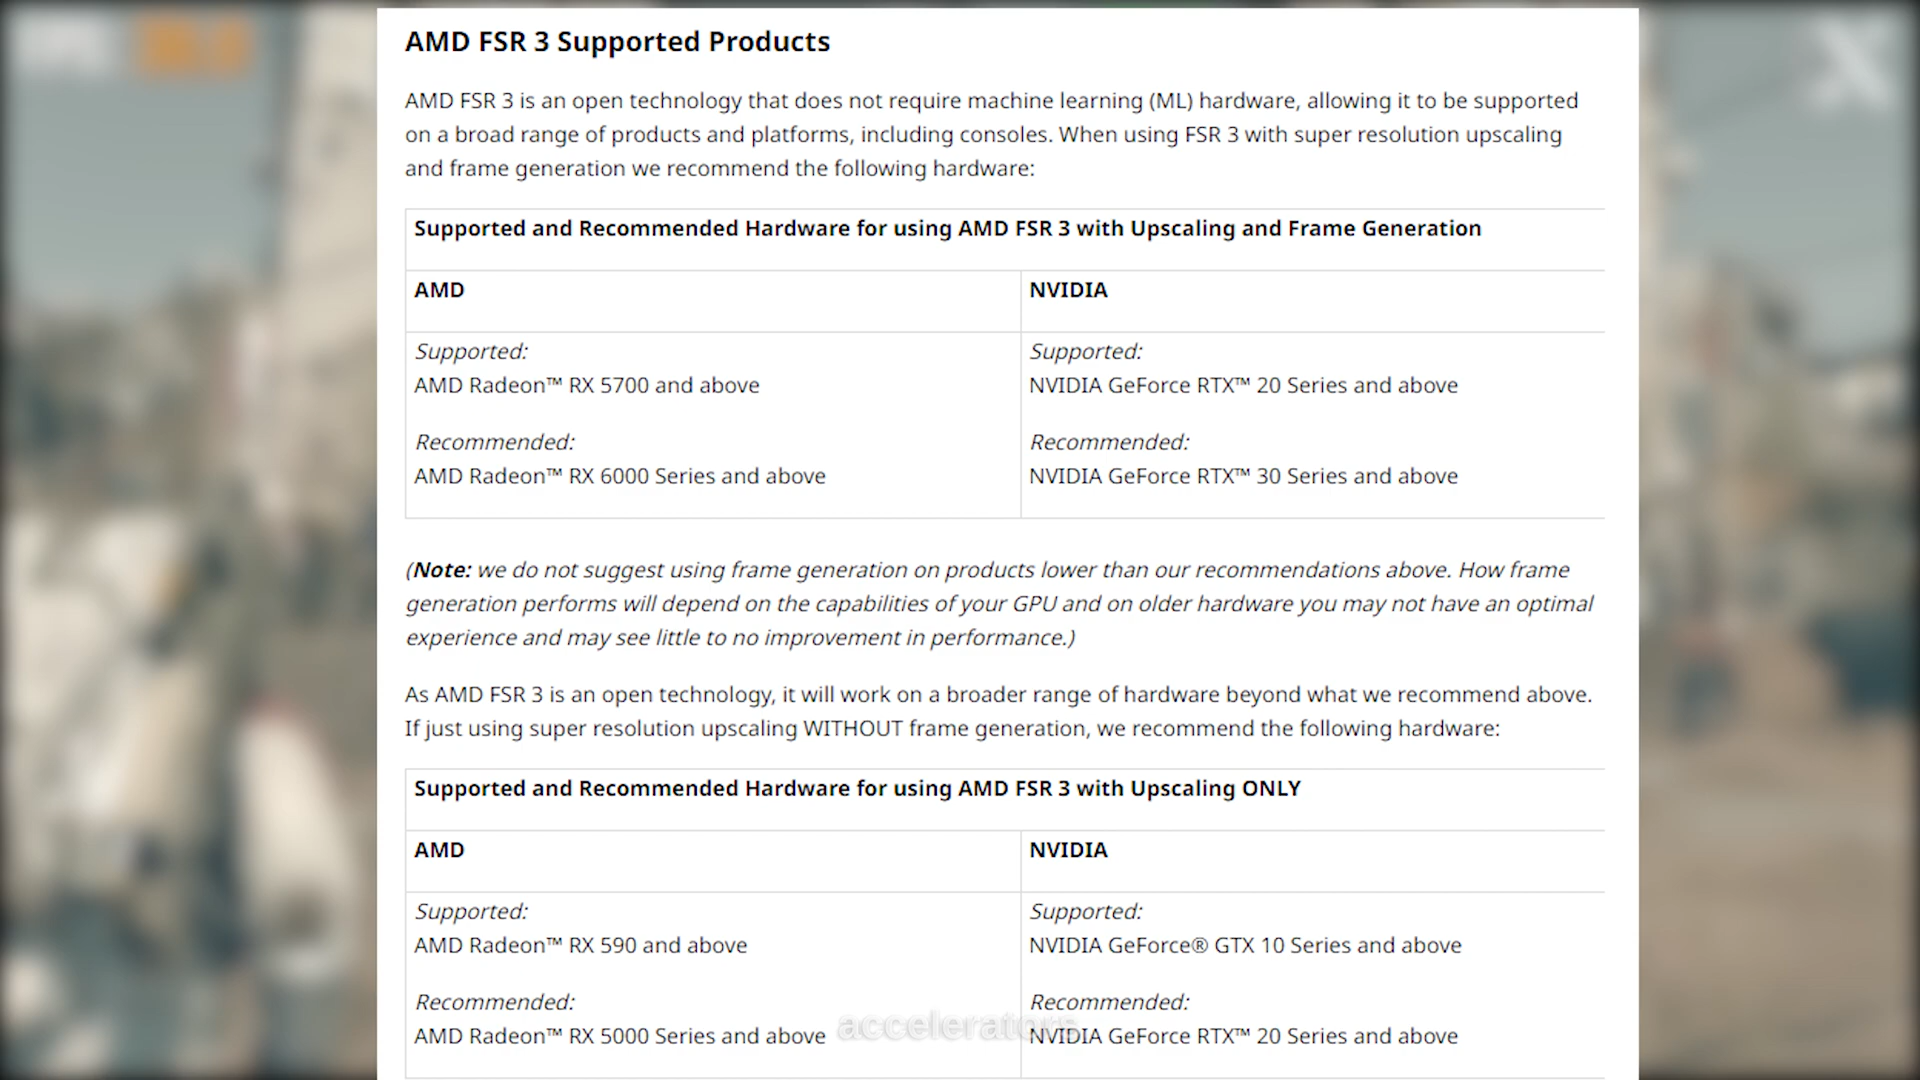 AMD FSR 3 Supported Products
AMD FSR 3 is an open technology that does not require machine learning (ML) hardware, allowing it to be supported
on a broad range of products and platforms, including consoles. When using FSR 3 with super resolution upscaling
and frame generation we recommend the following hardware:
Supported and Recommended Hardware for using AMD FSR 3 with Upscaling and Frame Generation
AMD
NVIDIA
Supported:
AMD Radeon™ RX 5700 and above
Recommended:
AMD Radeon™ RX 6000 Series and above
Supported:
NVIDIA GeForce RTX™ 20 Series and above
Recommended:
NVIDIA GeForce RTX™ 30 Series and above
(Note: we do not suggest using frame generation on products lower than our recommendations above. How frame
generation performs will depend on the capabilities of your GPU and on older hardware you may not have an optimal
experience and may see little to no improvement in performance.)
As AMD FSR 3 is an open technology, it will work on a broader range of hardware beyond what we recommend above.
If just using super resolution upscaling WITHOUT frame generation, we recommend the following hardware:
Supported and Recommended Hardware for using AMD FSR 3 with Upscaling ONLY
AMD
NVIDIA
Supported:
AMD Radeon™ RX 590 and above
Recommended:
AMD Radeon™ RX 5000 Series and above
Supported:
NVIDIA GeForce® GTX 10 Series and above
Recommended:
NVIDIA GeForce RTX™ 20 Series and above
accelerators